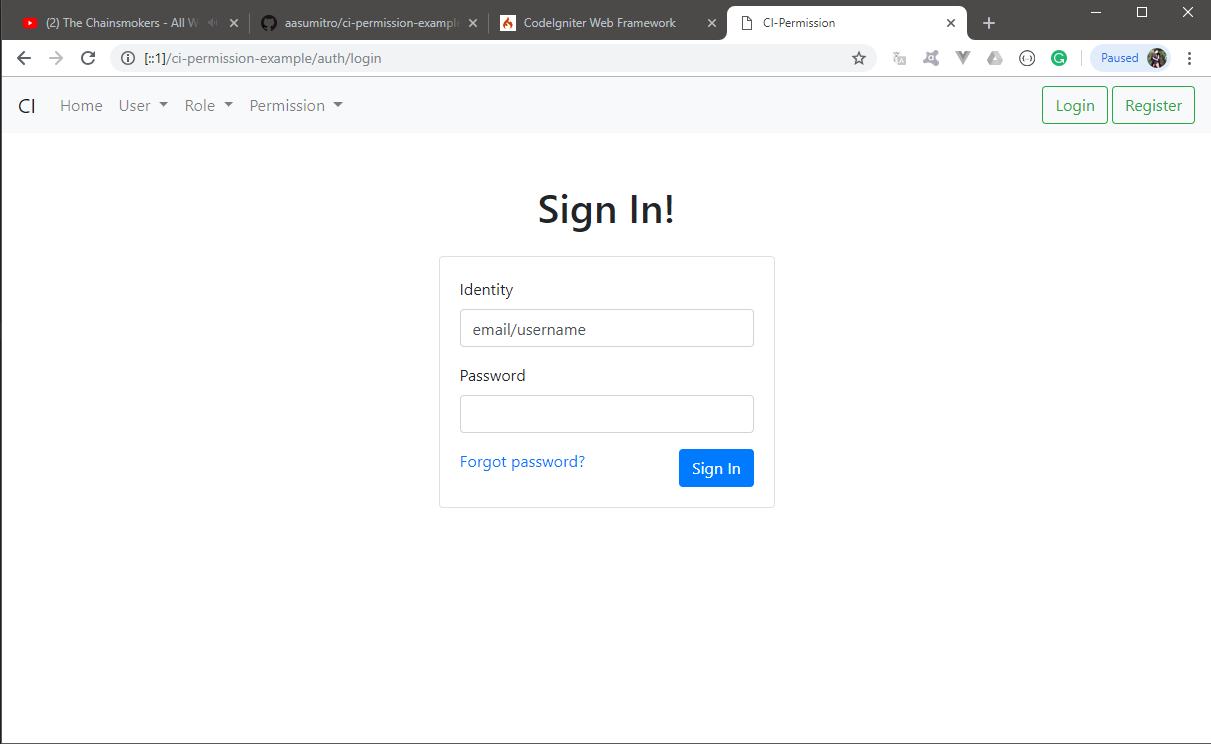 (2) The Chainsmokers - All W
aasumitro/ci-permission-example
CodeIgniter Web Framework
CI-Permission
[::1]/ci-permission-example/auth/login
Paused
CI Home User Role Permission Login Register
Sign In!
Identity
email/username
Password
Forgot password? Sign In